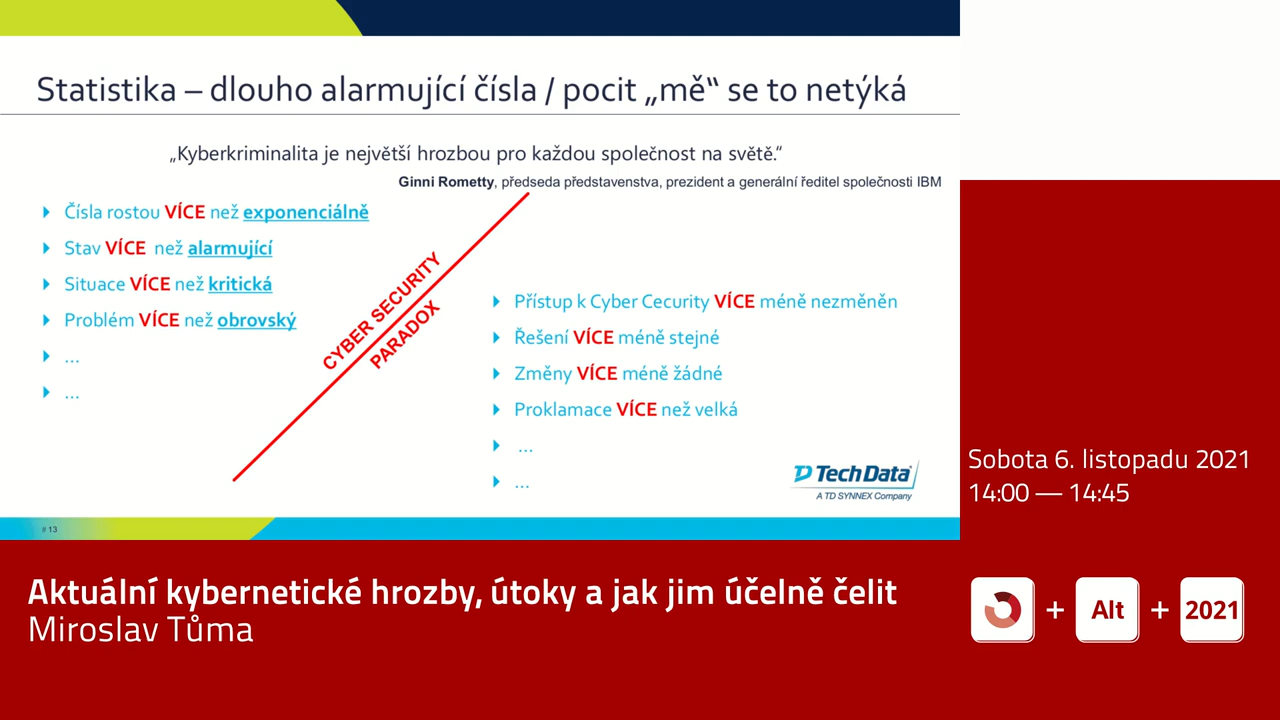 Statistika – dlouho alarmující čísla / pocit „mě“ se to netýká
„Kyberkriminalita je největší hrozbou pro každou společnost na světě.“
Ginni Rometty, předseda představenstva, prezident a generální ředitel společnosti IBM
Čísla rostou VÍCE než exponenciálně
Stav VÍCE než alarmující
Situace VÍCE než kritická
Problém VÍCE než obrovský
...
...
CYBER SECURITY
PARADOX
Přístup k Cyber Cecurity VÍCE méně nezměněn
Řešení VÍCE méně stejné
Změny VÍCE méně žádné
Proklamace VÍCE než velká
...
...
TD Tech Data
A TD SYNNEX Company
# 13
Sobota 6. listopadu 2021
14:00 — 14:45
Aktuální kybernetické hrozby, útoky a jak jim účelně čelit
Miroslav Tůma
+ Alt + 2021